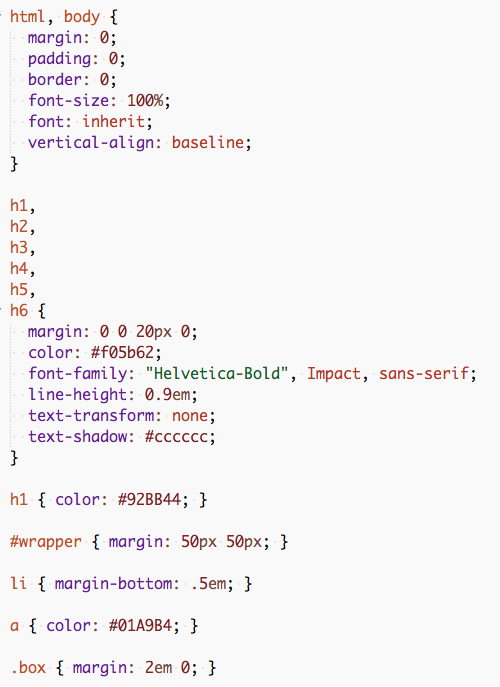 html, body {
  margin: 0;
  padding: 0;
  border: 0;
  font-size: 100%;
  font: inherit;
  vertical-align: baseline;
}

h1,
h2,
h3,
h4,
h5,
h6 {
  margin: 0 0 20px 0;
  color: #f05b62;
  font-family: "Helvetica-Bold", Impact, sans-serif;
  line-height: 0.9em;
  text-transform: none;
  text-shadow: #cccccc;
}

h1 { color: #92BB44; }

#wrapper { margin: 50px 50px; }

li { margin-bottom: .5em; }

a { color: #01A9B4; }

.box { margin: 2em 0; }